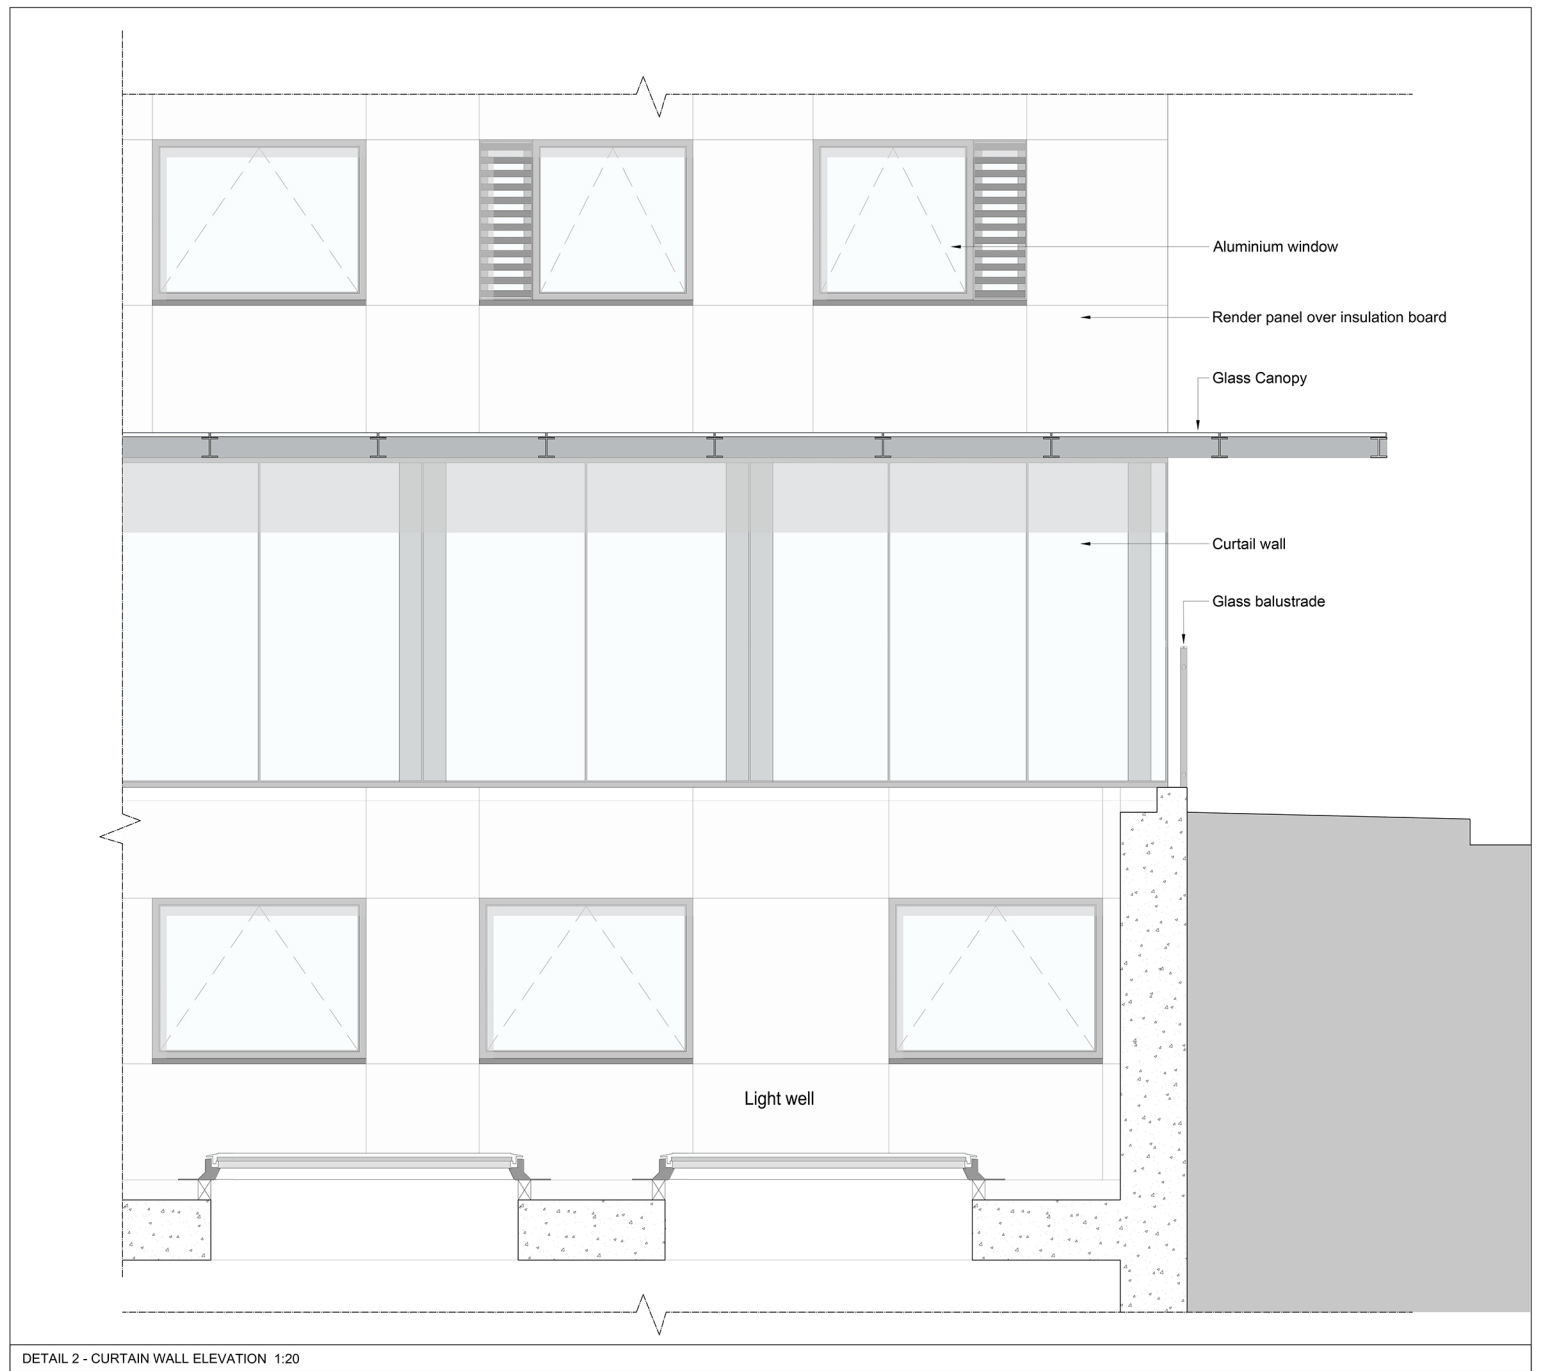 Aluminium window
Render panel over insulation board
Glass Canopy
Curtail wall
Glass balustrade
Light well
DETAIL 2 - CURTAIN WALL ELEVATION 1:20